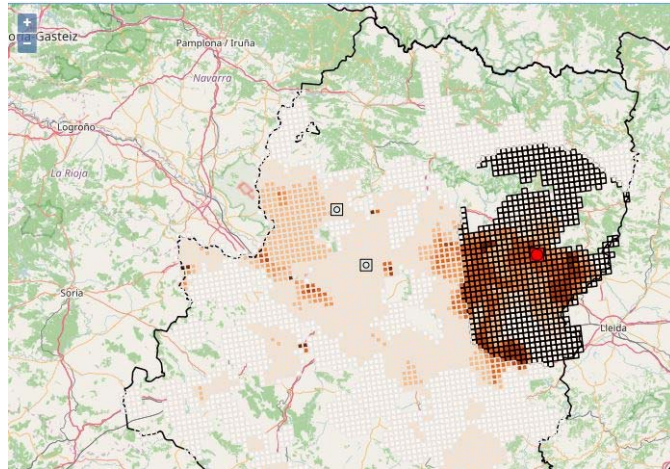 +
−
oria-Gasteiz
Pamplona / Iruña
Navarra
Logroño
La Rioja
Soria
Lleida